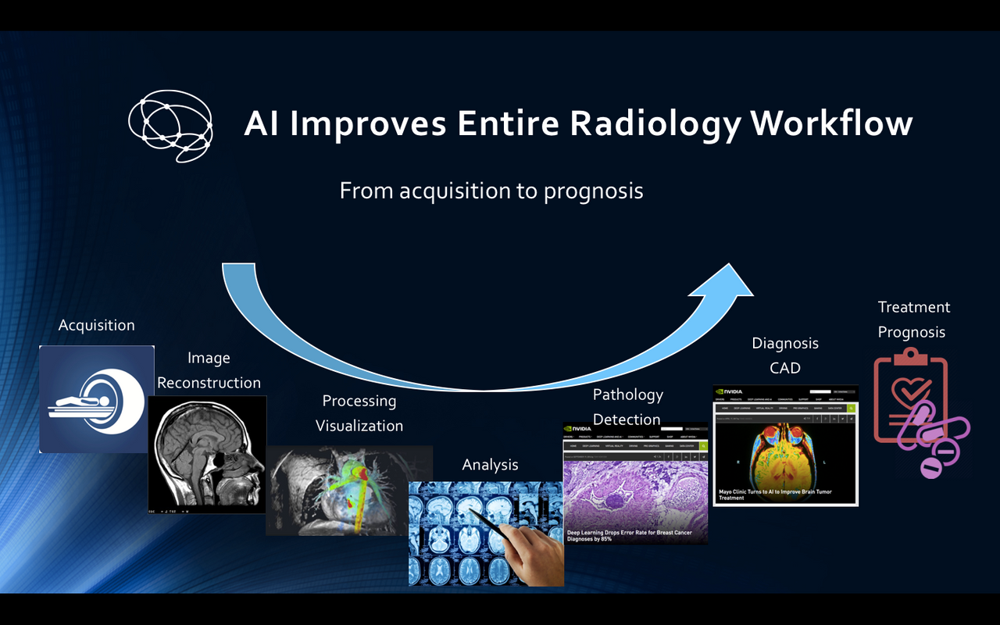 AI Improves Entire Radiology Workflow
From acquisition to prognosis
Acquisition
Image
Reconstruction
Processing
Visualization
Analysis
Pathology
Detection
NVIDIA
Deep Learning Drops Error Rate for Breast Cancer
Diagnoses by 85%
Diagnosis
CAD
NVIDIA
Mayo Clinic Turns to AI to Improve Brain Tumor
Treatment
Treatment
Prognosis